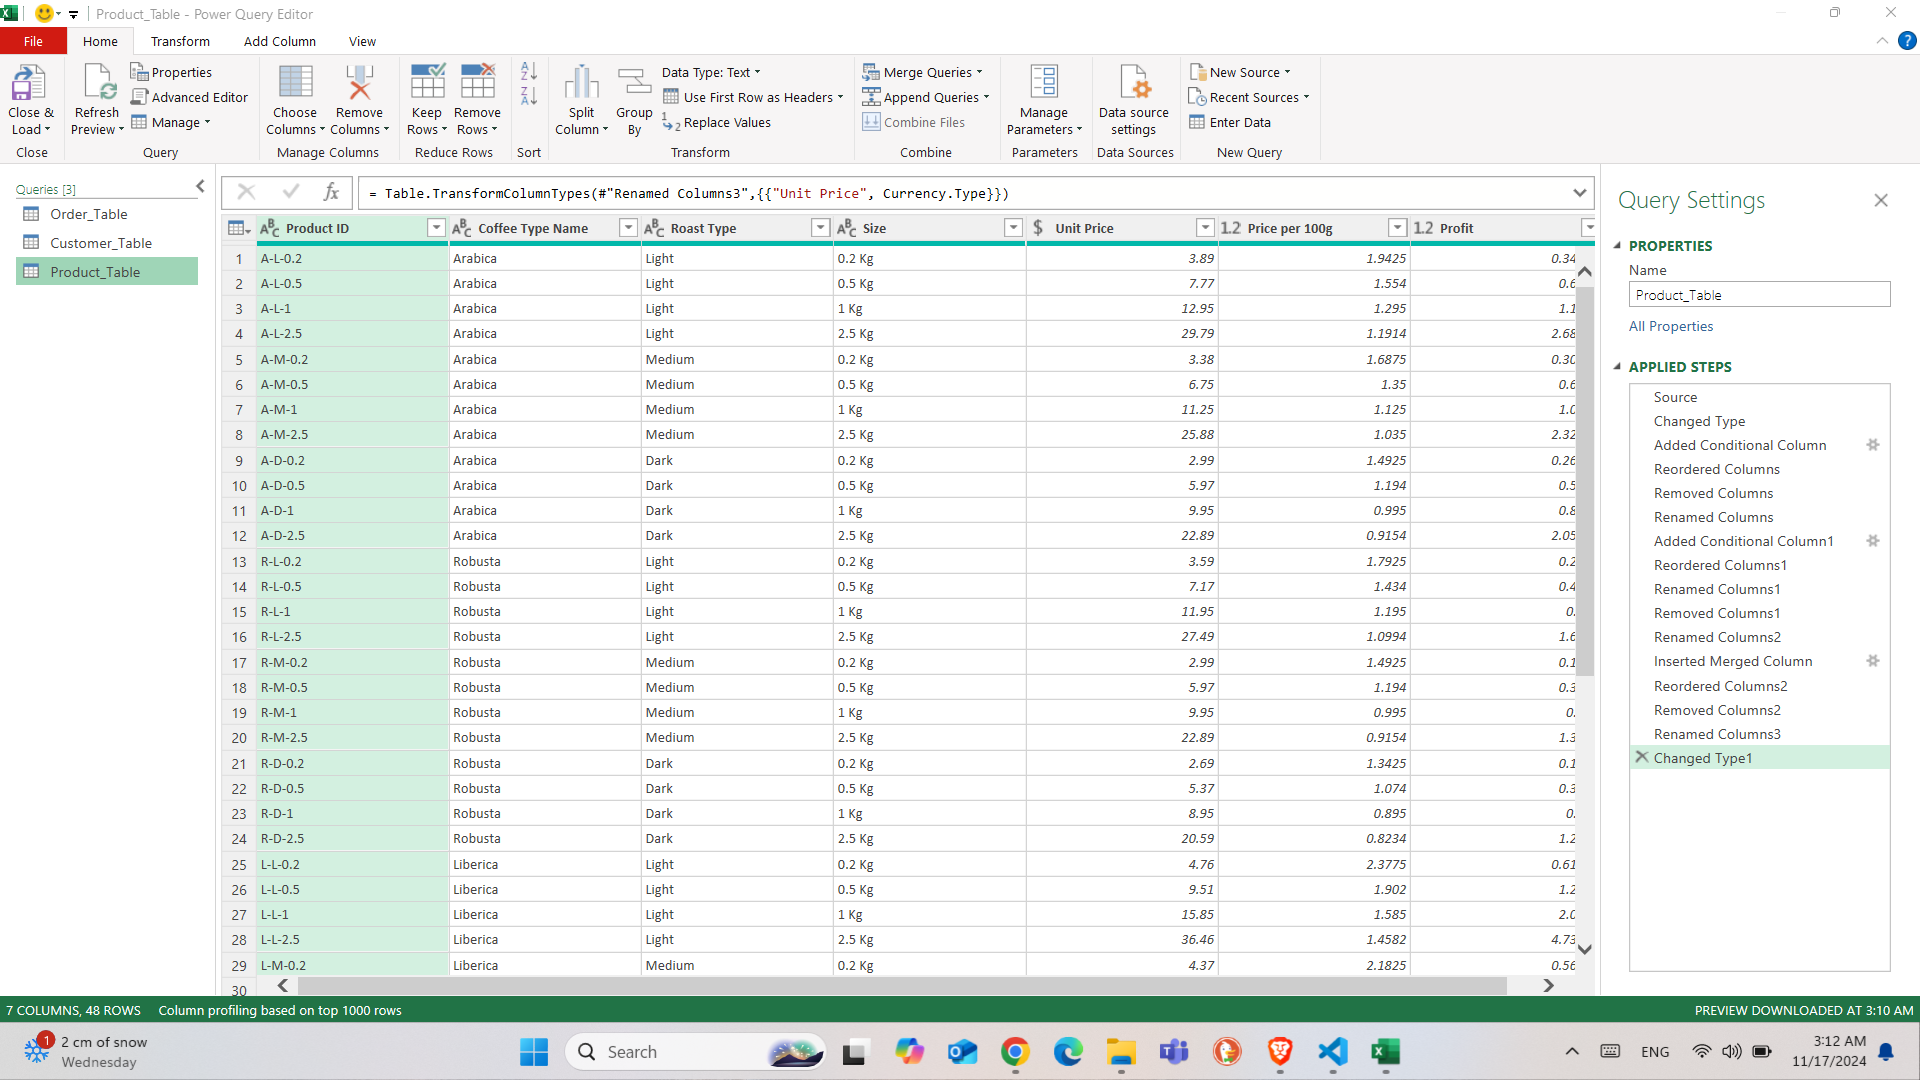 Product_Table - Power Query Editor
File Home Transform Add Column View
Close & Load
Refresh Preview
Properties
Advanced Editor
Manage
Choose Columns
Remove Columns
Keep Rows
Remove Rows
Split Column
Group By
Data Type: Text
Use First Row as Headers
Replace Values
Merge Queries
Append Queries
Combine Files
Manage Parameters
Data source settings
New Source
Recent Sources
Enter Data
Close Query Manage Columns Reduce Rows Sort Transform Combine Parameters Data Sources New Query
Queries [3]
Order_Table
Customer_Table
Product_Table
fx = Table.TransformColumnTypes(#"Renamed Columns3",{{"Unit Price", Currency.Type}})
Product ID Coffee Type Name Roast Type Size $ Unit Price 1.2 Price per 100g 1.2 Profit
1 A-L-0.2 Arabica Light 0.2 Kg 3.89 1.9425 0.34
2 A-L-0.5 Arabica Light 0.5 Kg 7.77 1.554 0.6
3 A-L-1 Arabica Light 1 Kg 12.95 1.295 1.1
4 A-L-2.5 Arabica Light 2.5 Kg 29.79 1.1914 2.68
5 A-M-0.2 Arabica Medium 0.2 Kg 3.38 1.6875 0.30
6 A-M-0.5 Arabica Medium 0.5 Kg 6.75 1.35 0.6
7 A-M-1 Arabica Medium 1 Kg 11.25 1.125 1.0
8 A-M-2.5 Arabica Medium 2.5 Kg 25.88 1.035 2.32
9 A-D-0.2 Arabica Dark 0.2 Kg 2.99 1.4925 0.26
10 A-D-0.5 Arabica Dark 0.5 Kg 5.97 1.194 0.5
11 A-D-1 Arabica Dark 1 Kg 9.95 0.995 0.8
12 A-D-2.5 Arabica Dark 2.5 Kg 22.89 0.9154 2.05
13 R-L-0.2 Robusta Light 0.2 Kg 3.59 1.7925 0.2
14 R-L-0.5 Robusta Light 0.5 Kg 7.17 1.434 0.4
15 R-L-1 Robusta Light 1 Kg 11.95 1.195 0.
16 R-L-2.5 Robusta Light 2.5 Kg 27.49 1.0994 1.6
17 R-M-0.2 Robusta Medium 0.2 Kg 2.99 1.4925 0.1
18 R-M-0.5 Robusta Medium 0.5 Kg 5.97 1.194 0.3
19 R-M-1 Robusta Medium 1 Kg 9.95 0.995 0.
20 R-M-2.5 Robusta Medium 2.5 Kg 22.89 0.9154 1.3
21 R-D-0.2 Robusta Dark 0.2 Kg 2.69 1.3425 0.1
22 R-D-0.5 Robusta Dark 0.5 Kg 5.37 1.074 0.3
23 R-D-1 Robusta Dark 1 Kg 8.95 0.895 0.
24 R-D-2.5 Robusta Dark 2.5 Kg 20.59 0.8234 1.2
25 L-L-0.2 Liberica Light 0.2 Kg 4.76 2.3775 0.61
26 L-L-0.5 Liberica Light 0.5 Kg 9.51 1.902 1.2
27 L-L-1 Liberica Light 1 Kg 15.85 1.585 2.0
28 L-L-2.5 Liberica Light 2.5 Kg 36.46 1.4582 4.73
29 L-M-0.2 Liberica Medium 0.2 Kg 4.37 2.1825 0.56
30
Query Settings
PROPERTIES
Name
Product_Table
All Properties
APPLIED STEPS
Source
Changed Type
Added Conditional Column
Reordered Columns
Removed Columns
Renamed Columns
Added Conditional Column1
Reordered Columns1
Renamed Columns1
Removed Columns1
Renamed Columns2
Inserted Merged Column
Reordered Columns2
Removed Columns2
Renamed Columns3
Changed Type1
7 COLUMNS, 48 ROWS Column profiling based on top 1000 rows PREVIEW DOWNLOADED AT 3:10 AM
1 2 cm of snow
Wednesday
Search
ENG
3:12 AM
11/17/2024